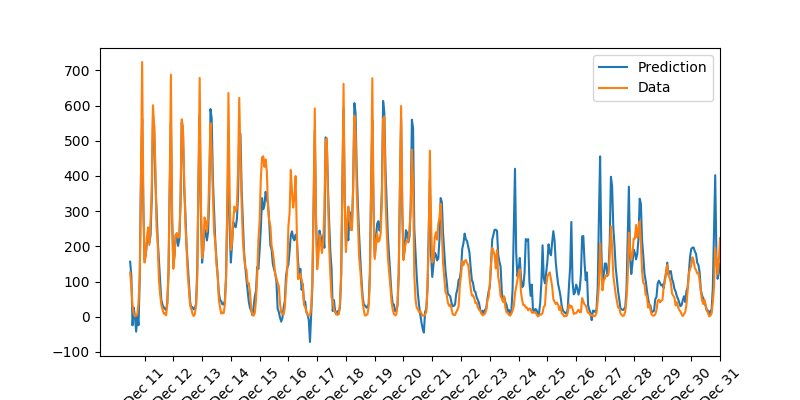 Prediction
Data
700
600
500
400
300
200
100
0
−100
Dec 11
Dec 12
Dec 13
Dec 14
Dec 15
Dec 16
Dec 17
Dec 18
Dec 19
Dec 20
Dec 21
Dec 22
Dec 23
Dec 24
Dec 25
Dec 26
Dec 27
Dec 28
Dec 29
Dec 30
Dec 31